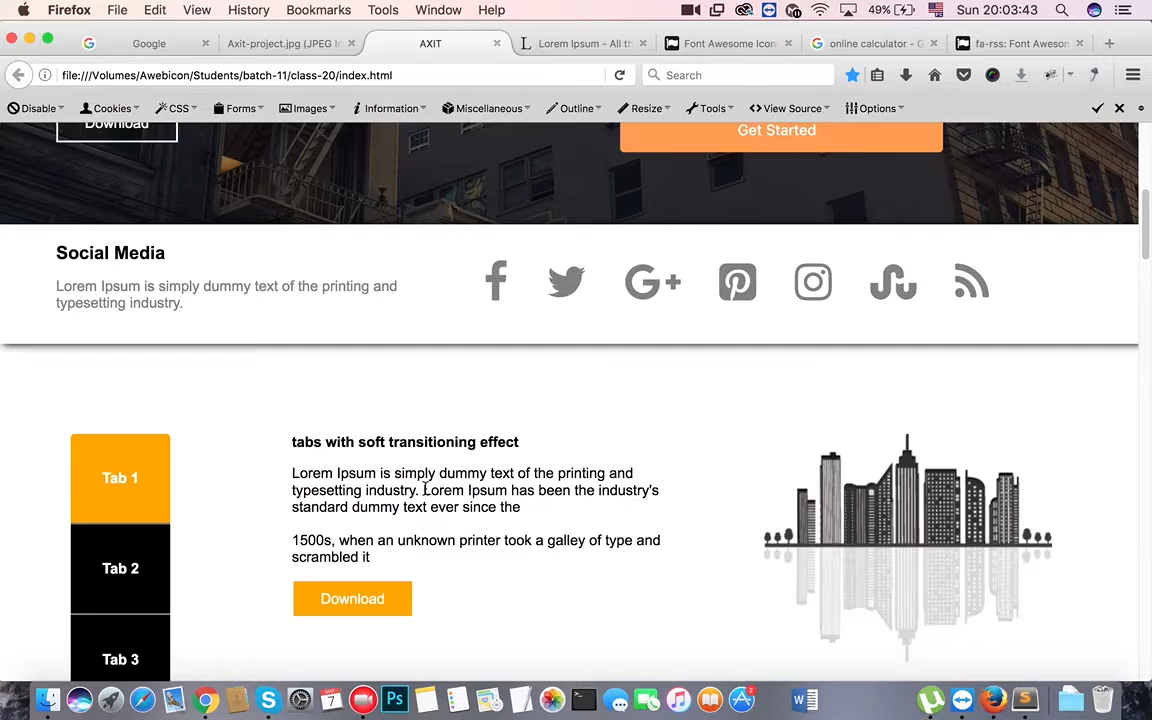 Firefox File Edit View History Bookmarks Tools Window Help 49% Sun 20:03:43
Google Axit-project.jpg (JPEG I AXIT Lorem Ipsum - All th Font Awesome Icon online calculator - G fa-rss: Font Awesom
file:///Volumes/Awebicon/Students/batch-11/class-20/index.html Search
Disable Cookies CSS Forms Images Information Miscellaneous Outline Resize Tools View Source Options
Download Get Started
Social Media
Lorem Ipsum is simply dummy text of the printing and
typesetting industry.
tabs with soft transitioning effect
Tab 1
Lorem Ipsum is simply dummy text of the printing and
typesetting industry. Lorem Ipsum has been the industry's
standard dummy text ever since the
1500s, when an unknown printer took a galley of type and
scrambled it
Tab 2
Download
Tab 3